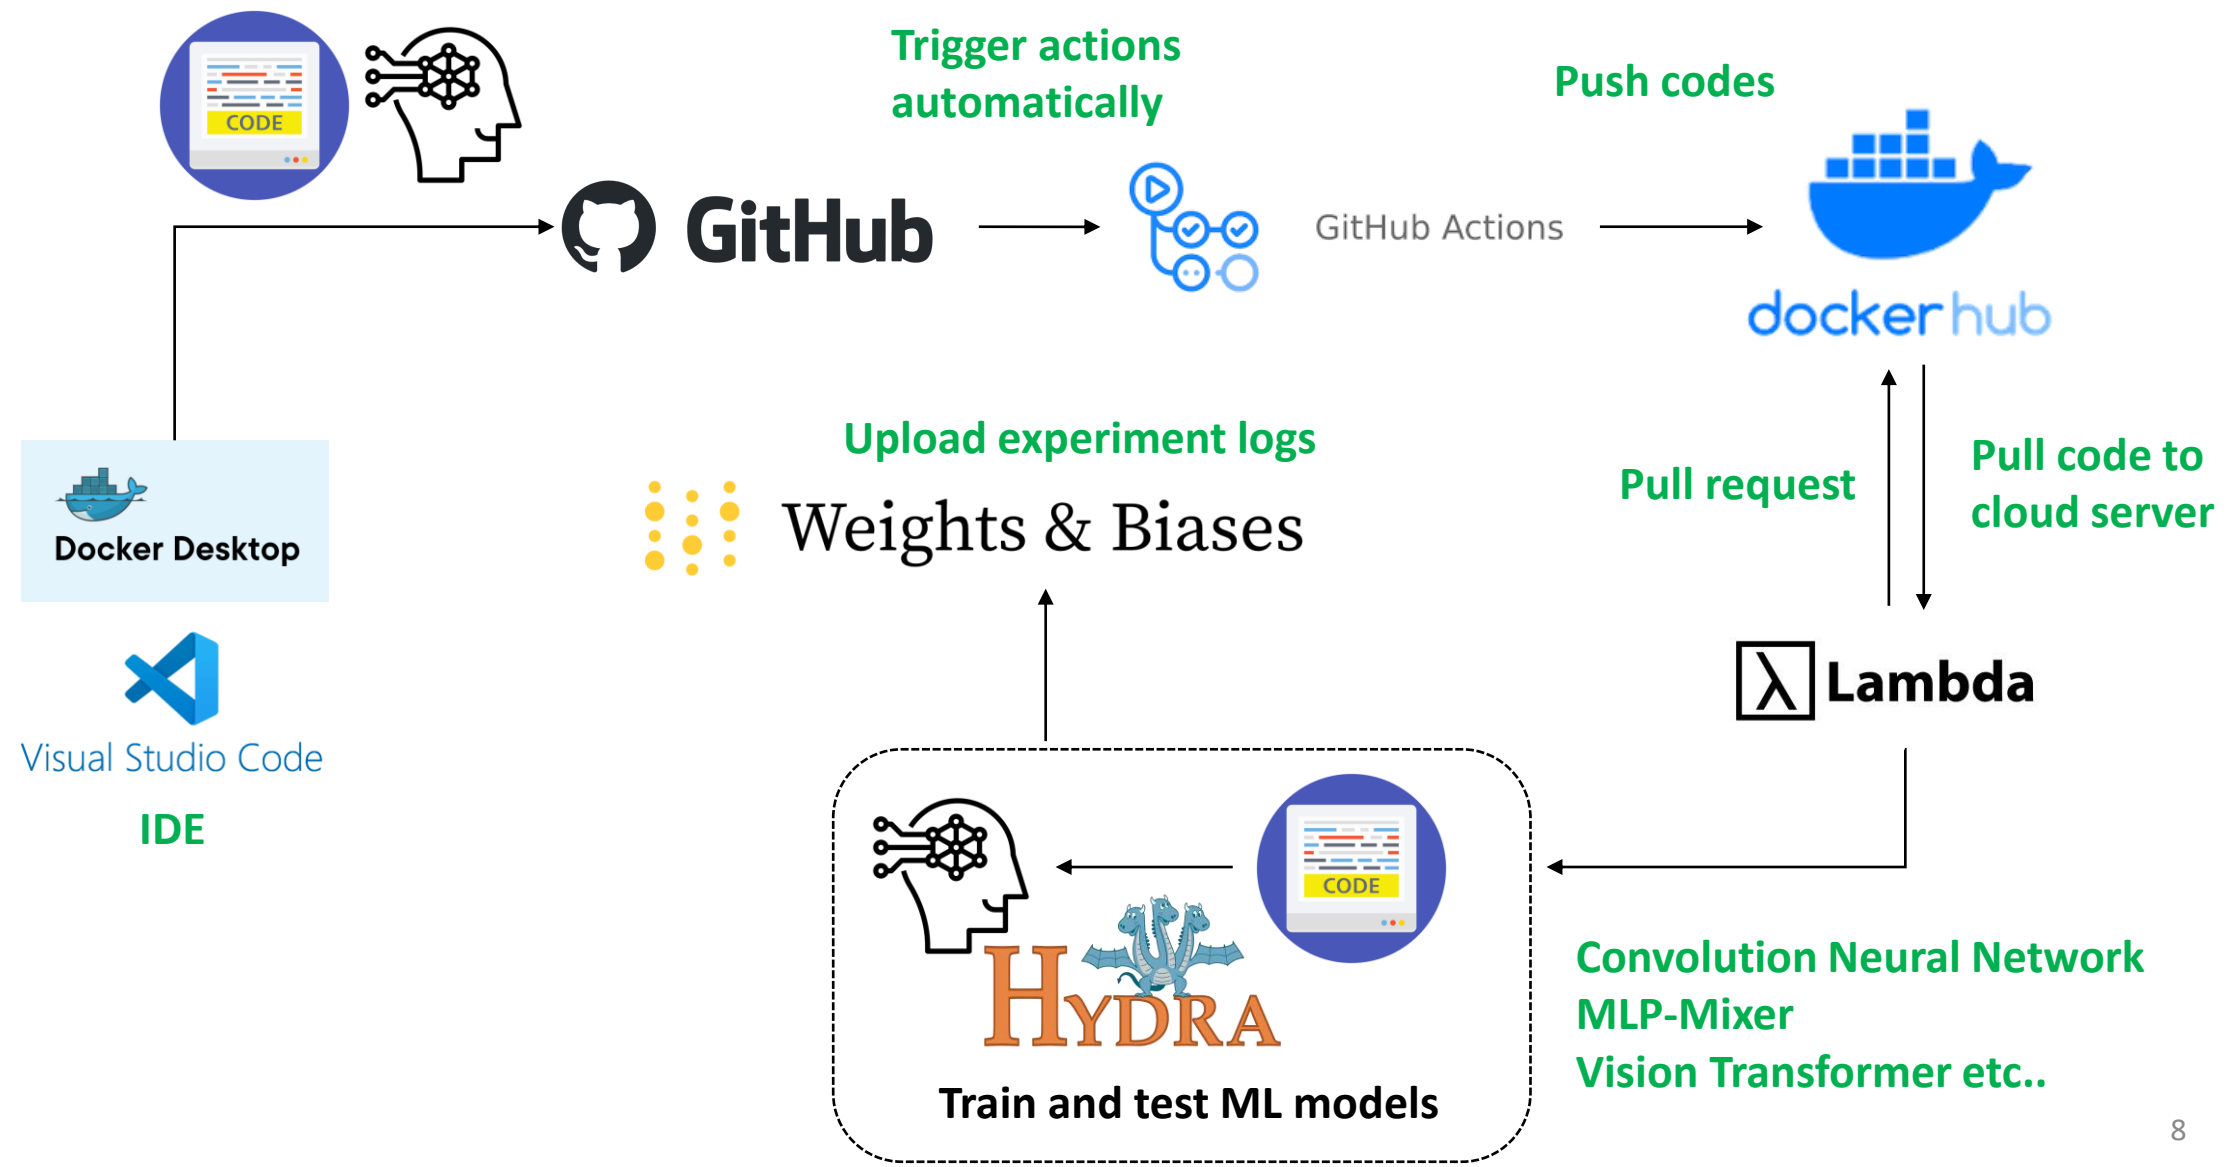 CODE
Trigger actions
automatically
Push codes
GitHub
GitHub Actions
dockerhub
Upload experiment logs
Weights & Biases
Pull request
Pull code to
cloud server
Docker Desktop
Visual Studio Code
IDE
λ Lambda
CODE
HYDRA
Train and test ML models
Convolution Neural Network
MLP-Mixer
Vision Transformer etc..
8